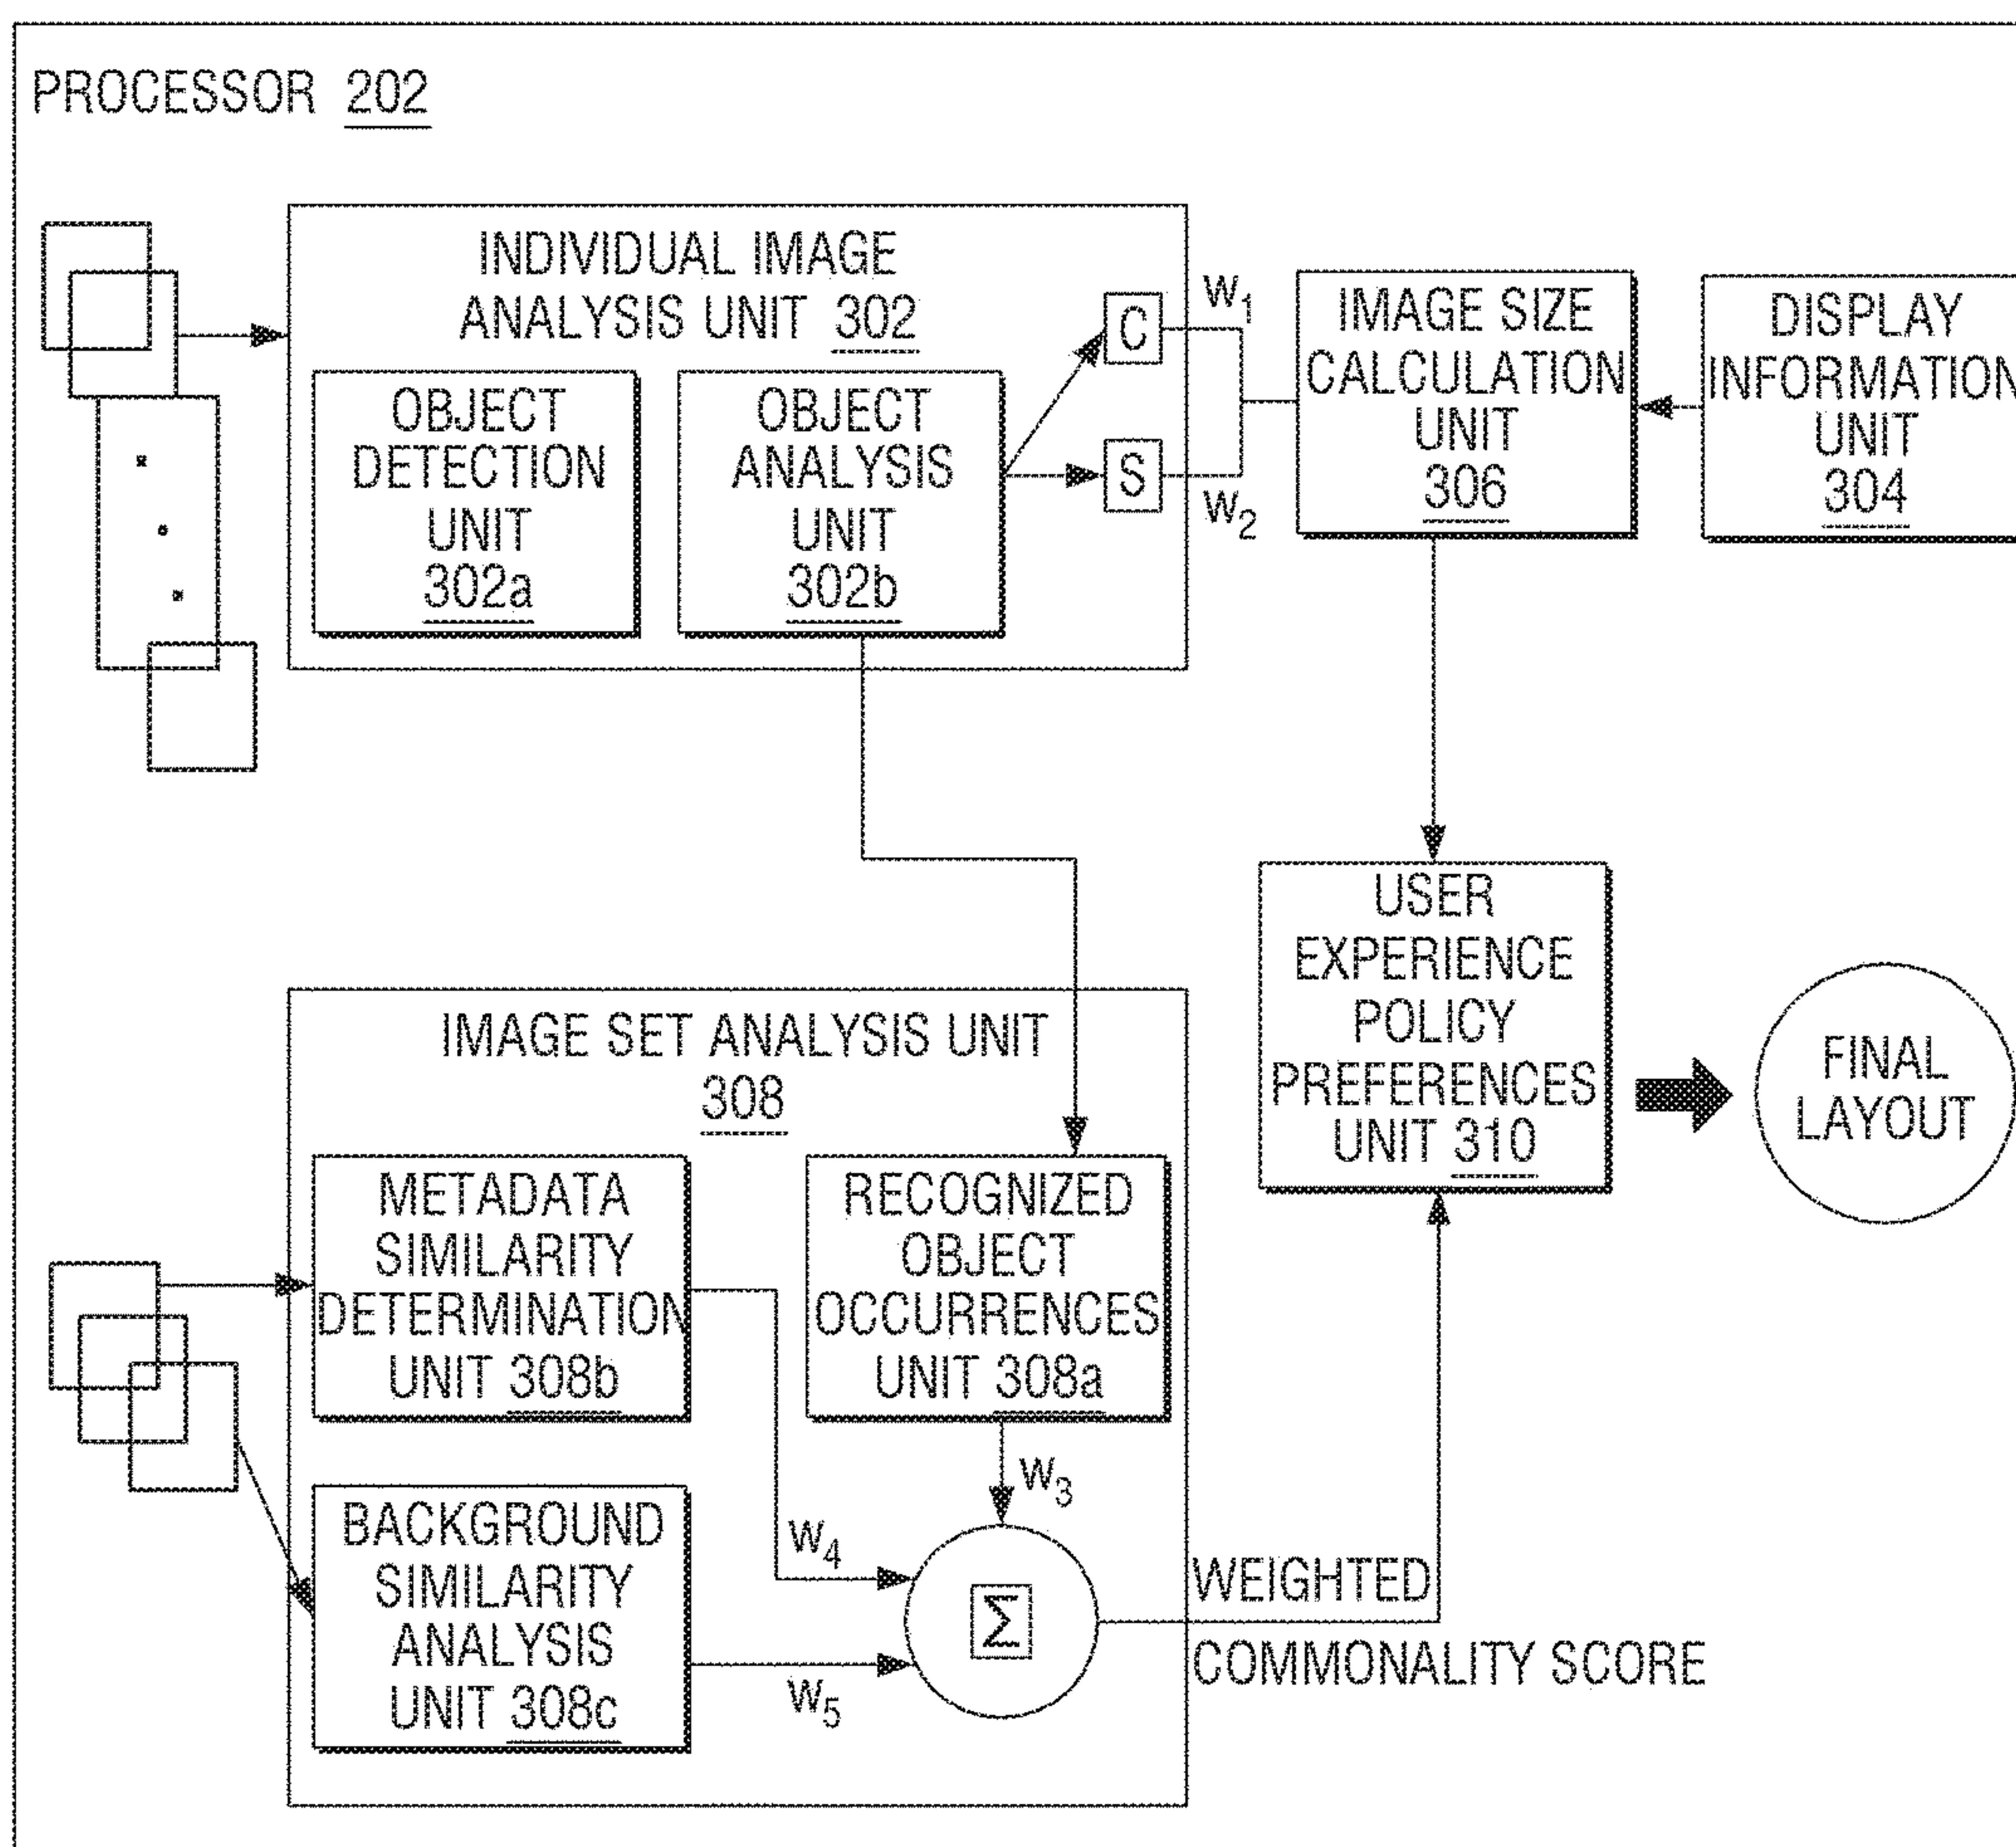 PROCESSOR 202
INDIVIDUAL IMAGE
ANALYSIS UNIT 302
OBJECT
DETECTION
UNIT
302a
OBJECT
ANALYSIS
UNIT
302b
C
S
W1
W2
IMAGE SIZE
CALCULATION
UNIT
306
DISPLAY
INFORMATION
UNIT
304
USER
EXPERIENCE
POLICY
PREFERENCES
UNIT 310
FINAL
LAYOUT
IMAGE SET ANALYSIS UNIT
308
METADATA
SIMILARITY
DETERMINATION
UNIT 308b
RECOGNIZED
OBJECT
OCCURRENCES
UNIT 308a
BACKGROUND
SIMILARITY
ANALYSIS
UNIT 308c
W3
W4
W5
Σ
WEIGHTED
COMMONALITY SCORE